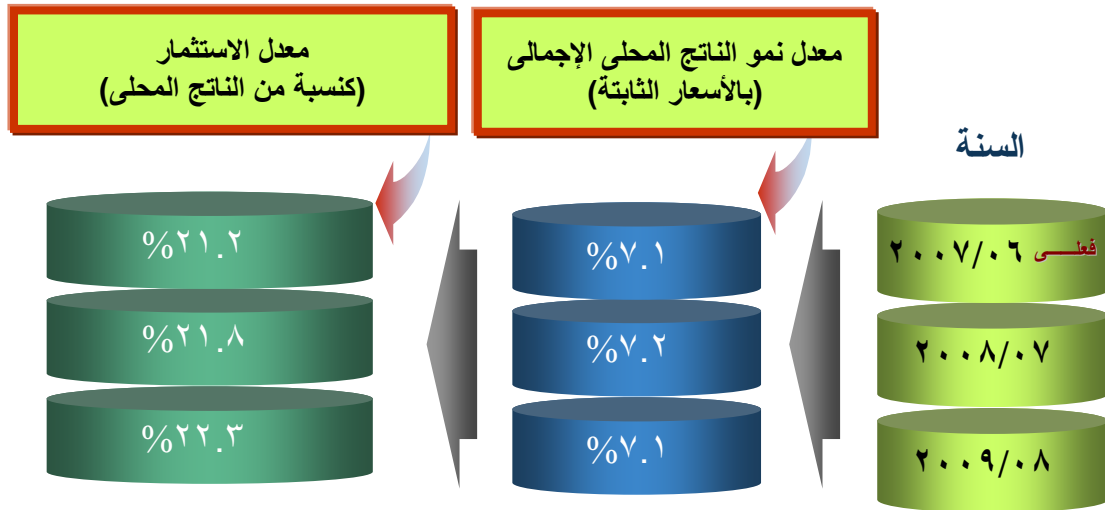 معدل نمو الناتج المحلى الإجمالى
(بالأسعار الثابتة)
معدل الاستثمار
(كنسبة من الناتج المحلى)
السنة
٢٠٠٧/٠٦ فعلــــى
%٧.١
%٢١.٢
٢٠٠٨/٠٧
%٧.٢
%٢١.٨
٢٠٠٩/٠٨
%٧.١
%٢٢.٣